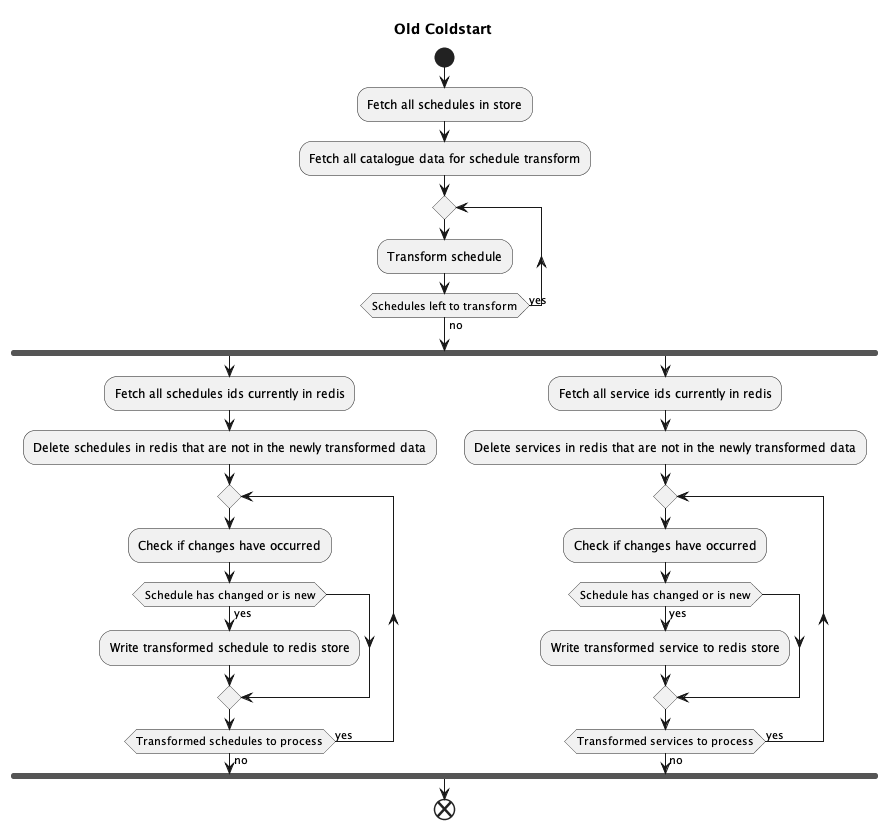 Old Coldstart
Fetch all schedules in store
Fetch all catalogue data for schedule transform
Transform schedule
Schedules left to transform
yes
no
Fetch all schedules ids currently in redis
Delete schedules in redis that are not in the newly transformed data
Check if changes have occurred
Schedule has changed or is new
yes
Write transformed schedule to redis store
Transformed schedules to process
yes
no
Fetch all service ids currently in redis
Delete services in redis that are not in the newly transformed data
Check if changes have occurred
Schedule has changed or is new
yes
Write transformed service to redis store
Transformed services to process
yes
no